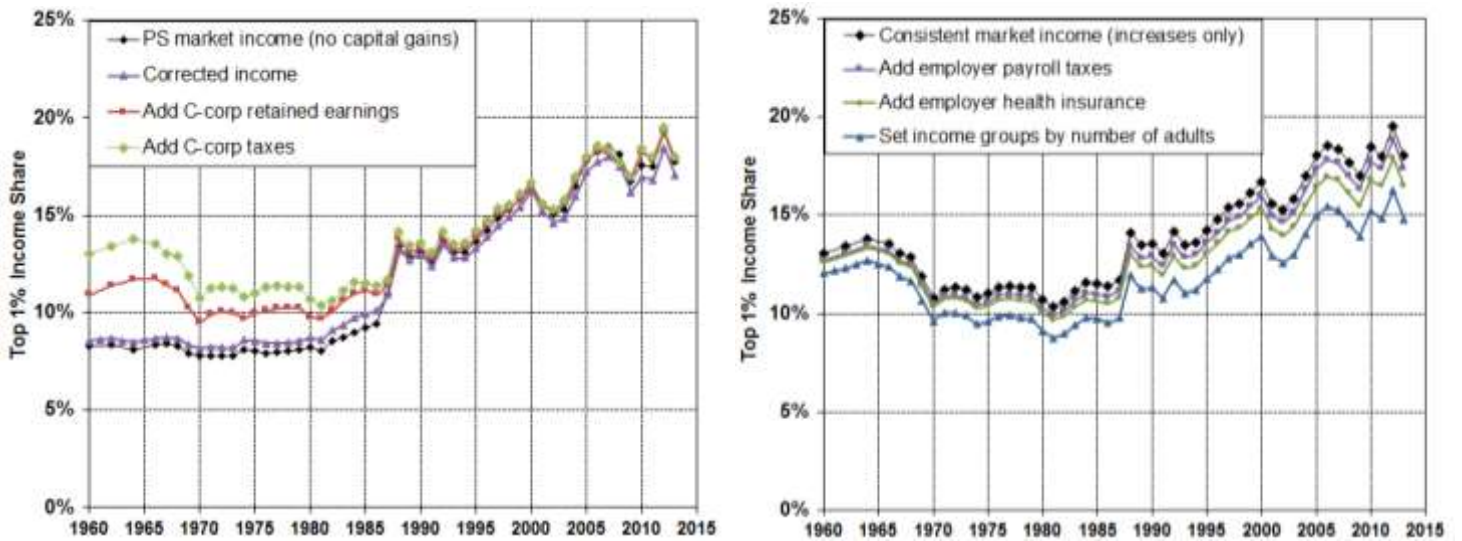 25%
20%
15%
10%
5%
0%
Top 1% Income Share
PS market income (no capital gains)
Corrected income
Add C-corp retained earnings
Add C-corp taxes
1960 1965 1970 1975 1980 1985 1990 1995 2000 2005 2010 2015
25%
20%
15%
10%
5%
0%
Top 1% Income Share
Consistent market income (increases only)
Add employer payroll taxes
Add employer health insurance
Set income groups by number of adults
1960 1965 1970 1975 1980 1985 1990 1995 2000 2005 2010 2015